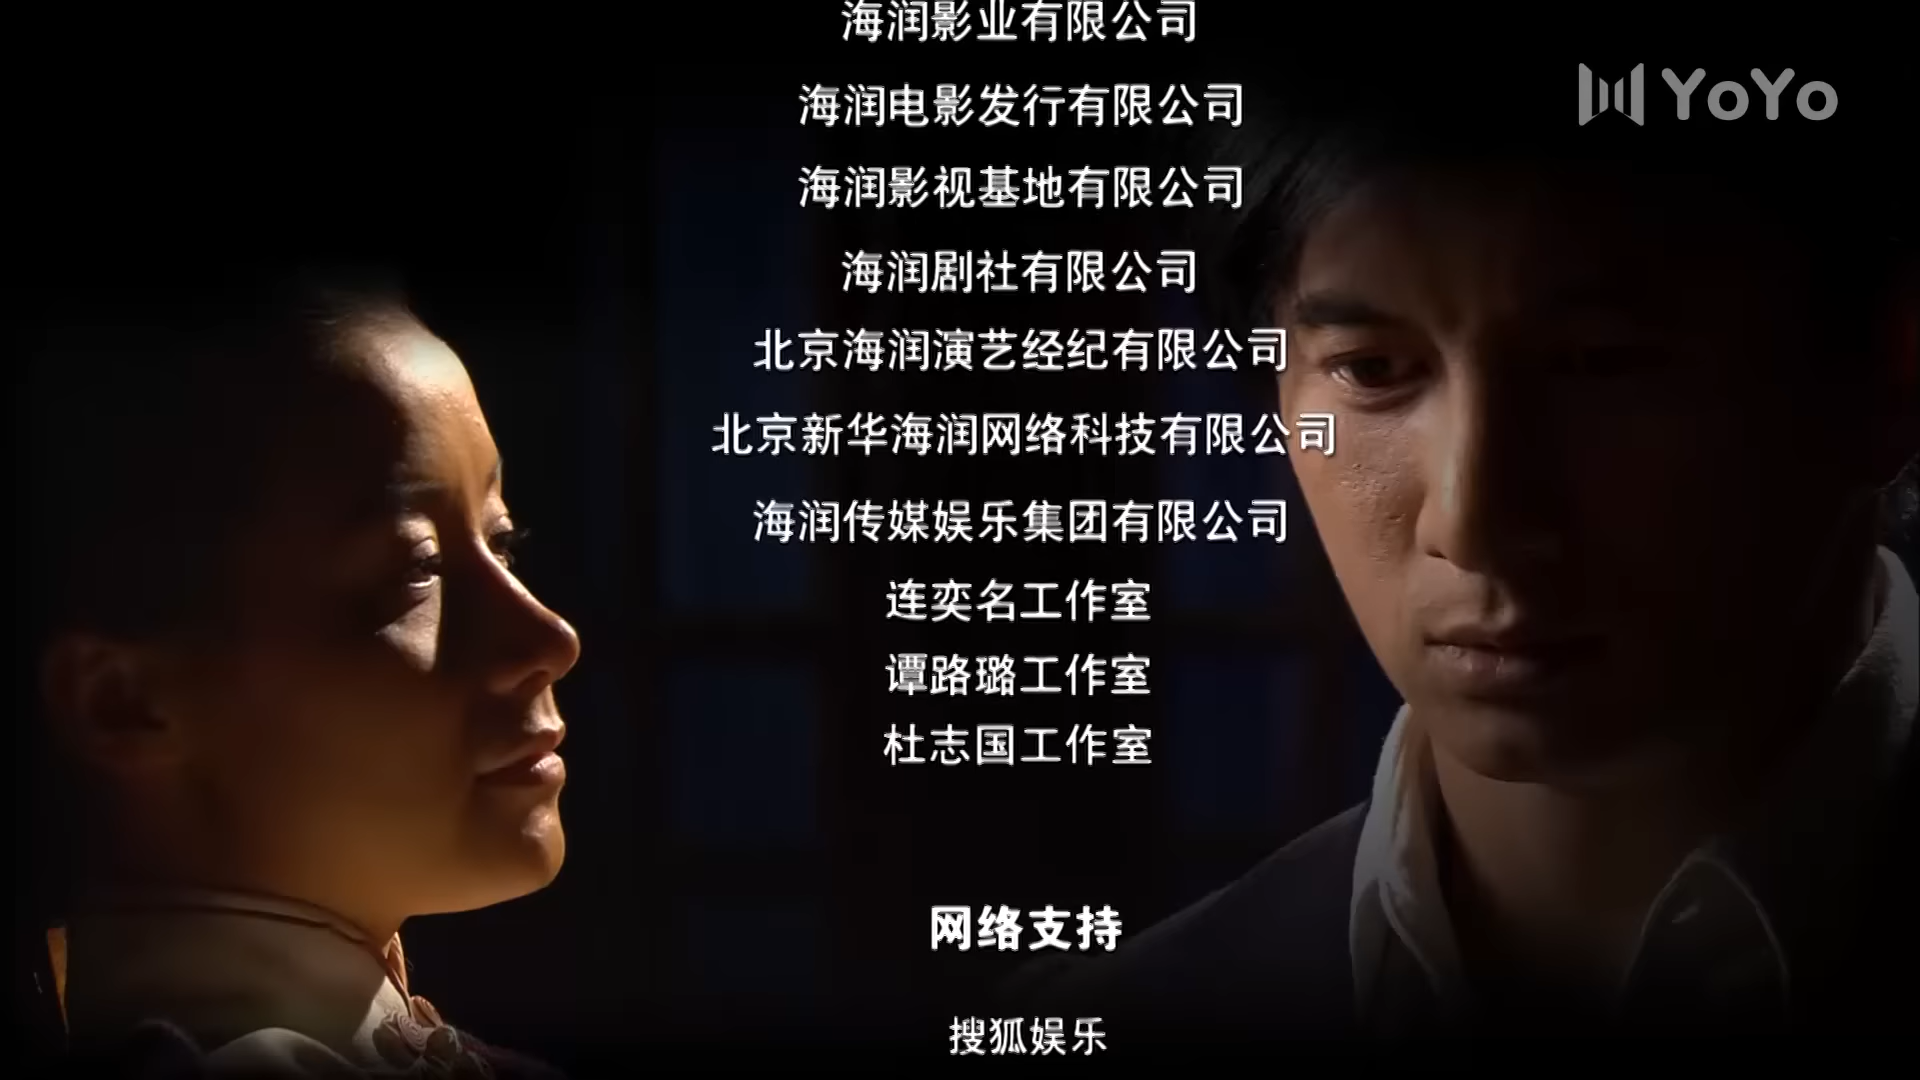 海润影业有限公司
YoYo
海润电影发行有限公司
海润影视基地有限公司
海润剧社有限公司
北京海润演艺经纪有限公司
北京新华海润网络科技有限公司
海润传媒娱乐集团有限公司
连奕名工作室
谭路璐工作室
杜志国工作室
网络支持
搜狐娱乐